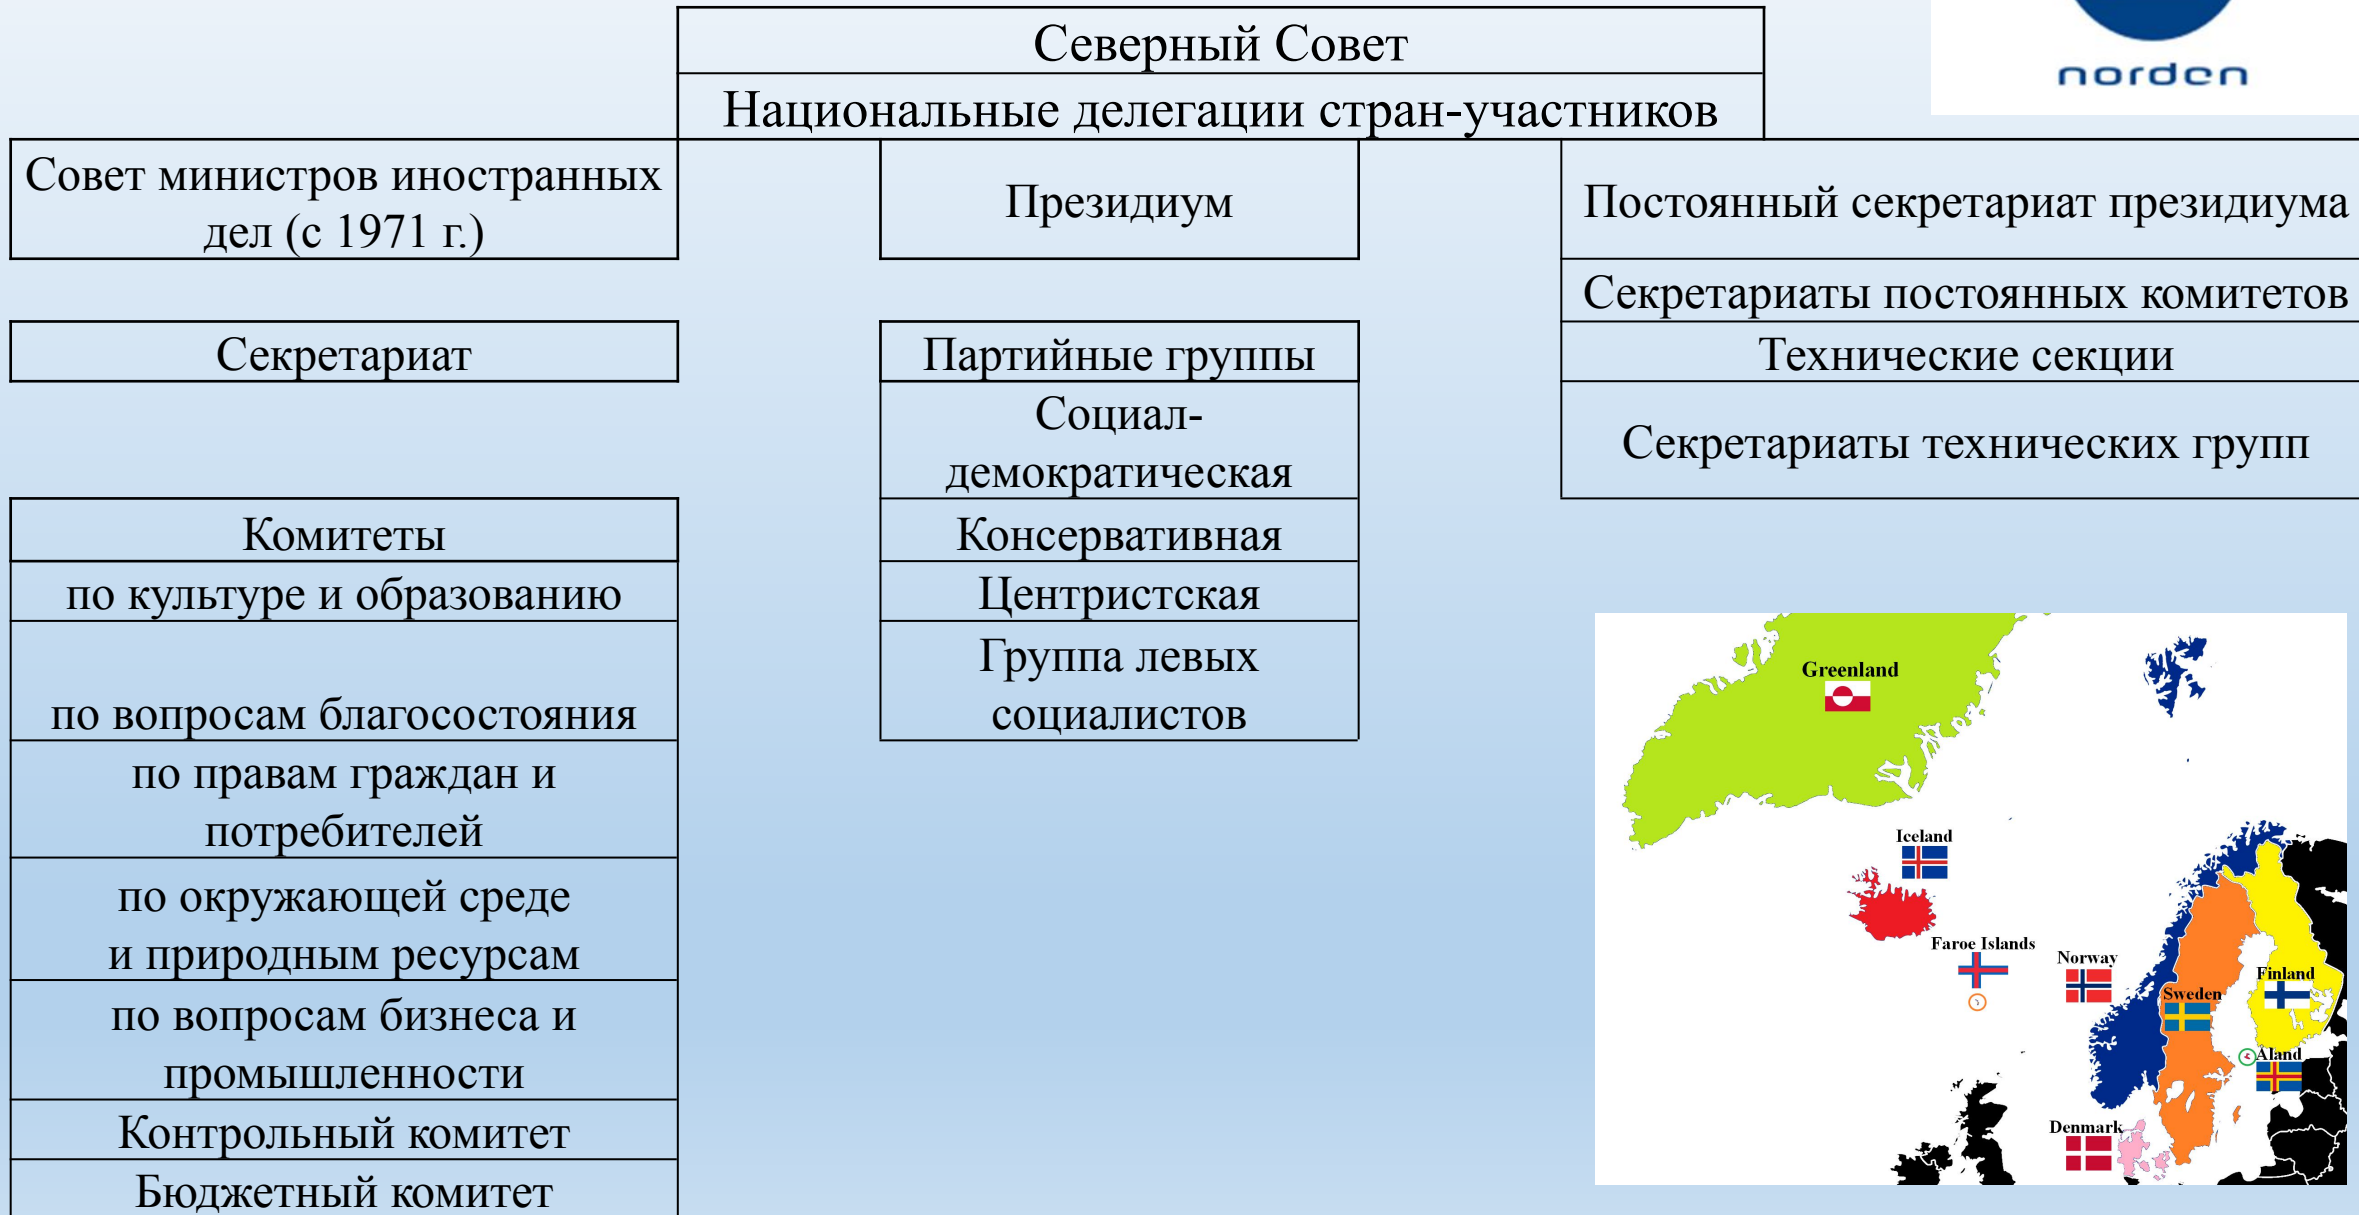 norden
Северный Совет
Национальные делегации стран-участников
Совет министров иностранных
дел (с 1971 г.)
Президиум
Постоянный секретариат президиума
Секретариаты постоянных комитетов
Секретариат
Партийные группы
Технические секции
Социал-
демократическая
Секретариаты технических групп
Комитеты
Консервативная
по культуре и образованию
Центристская
по вопросам благосостояния
Группа левых
социалистов
по правам граждан и
потребителей
по окружающей среде
и природным ресурсам
по вопросам бизнеса и
промышленности
Контрольный комитет
Бюджетный комитет
Greenland
Iceland
Faroe Islands
Norway
Finland
Sweden
Åland
Denmark